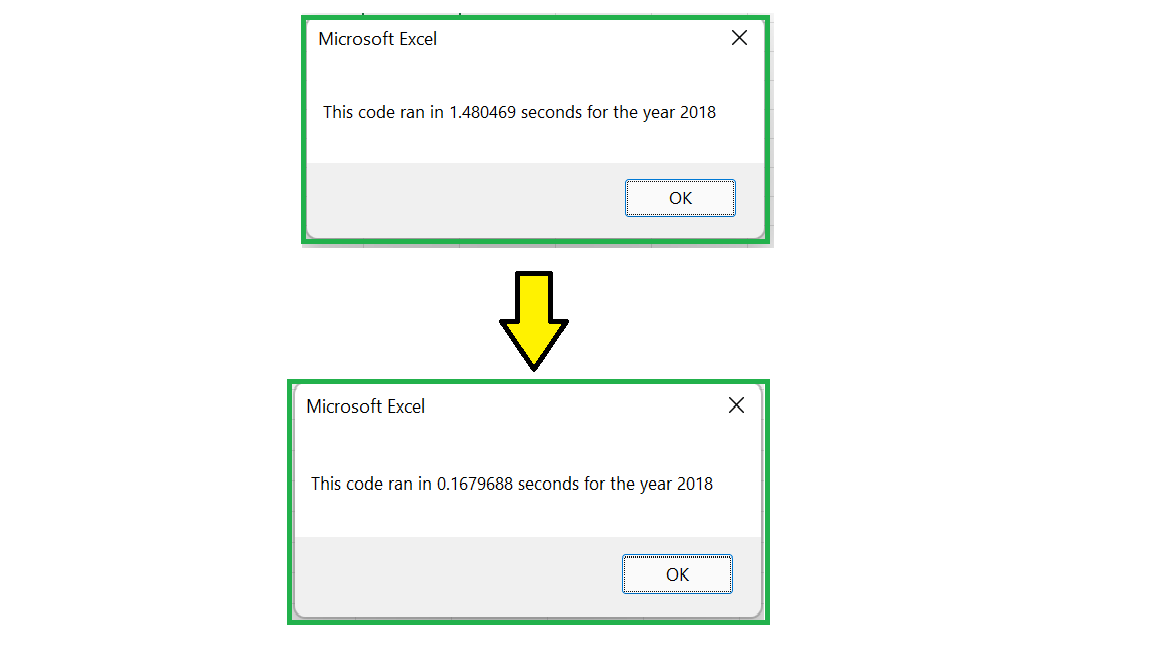 Microsoft Excel
This code ran in 1.480469 seconds for the year 2018
OK
Microsoft Excel
This code ran in 0.1679688 seconds for the year 2018
OK